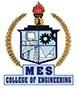 MES
COLLEGE OF ENGINEERING